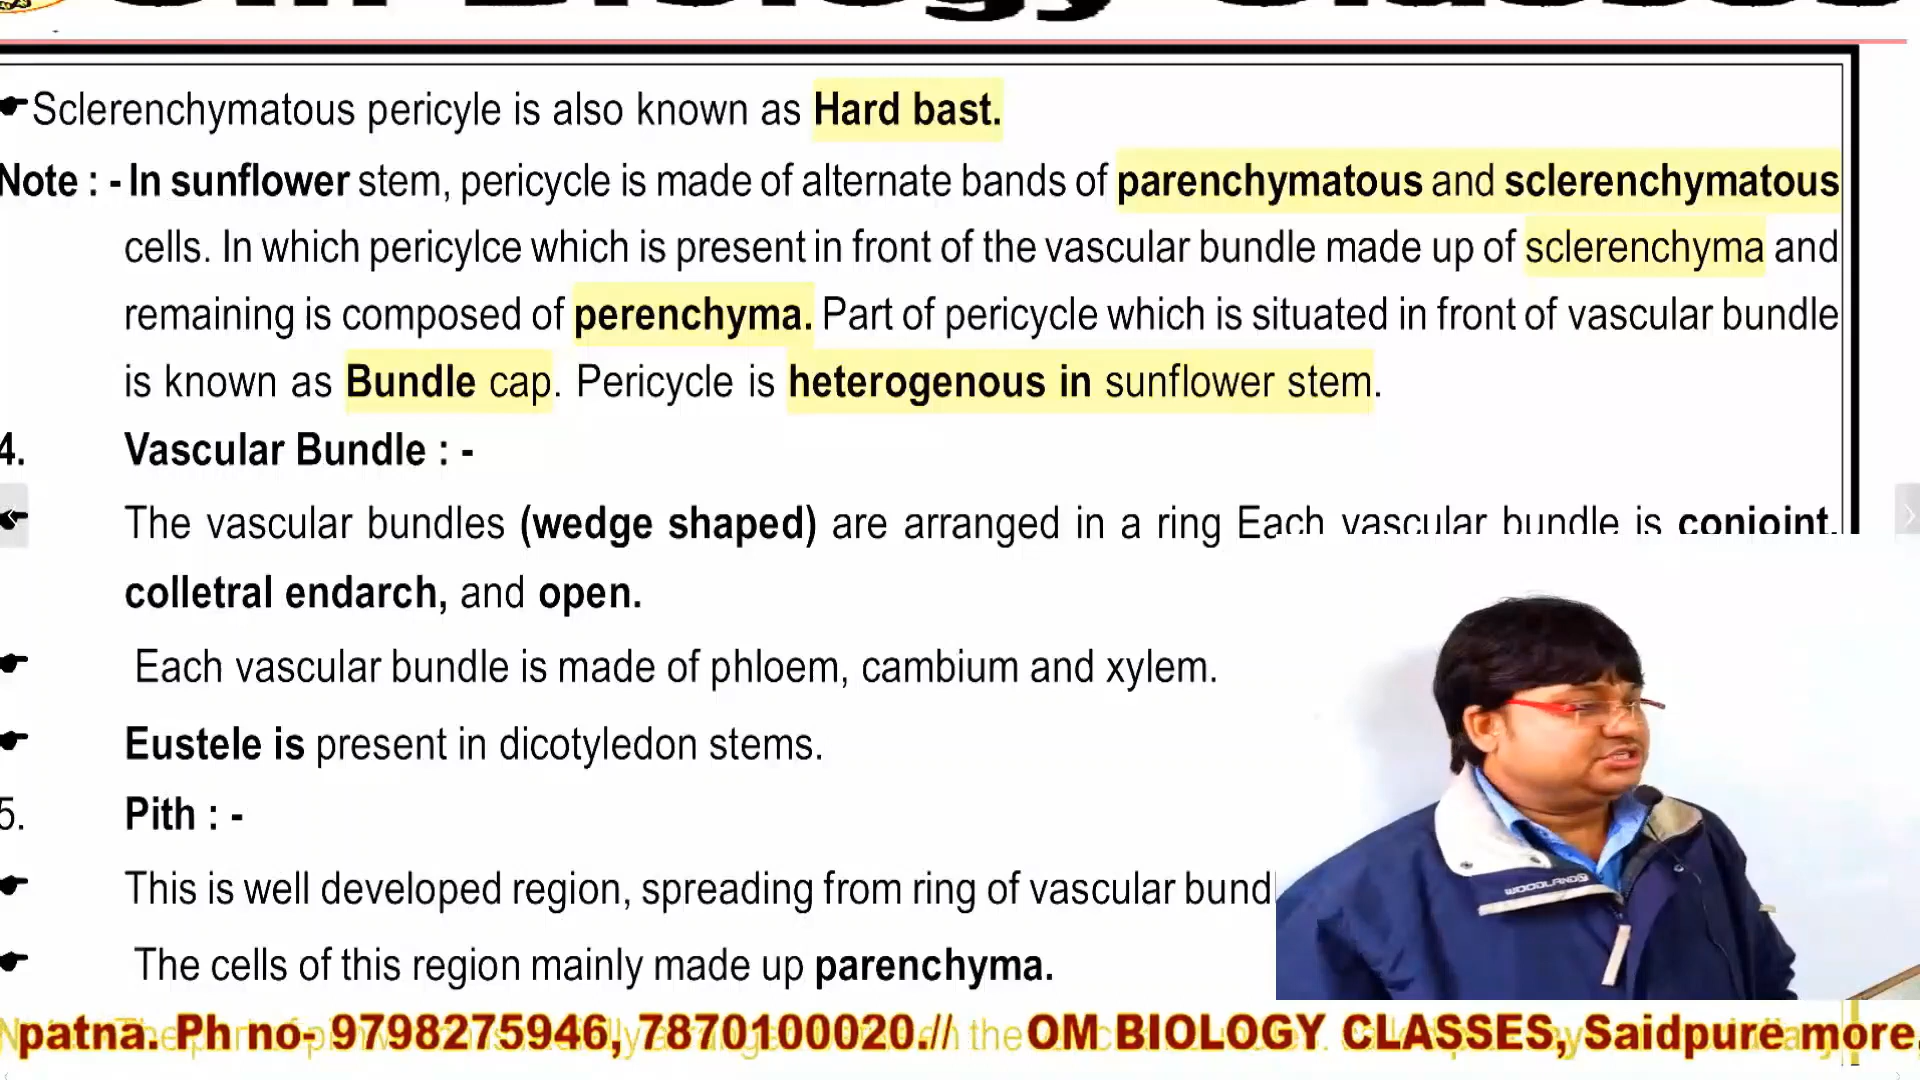 Om Biology Classes
Sclerenchymatous pericyle is also known as Hard bast.
Note : - In sunflower stem, pericycle is made of alternate bands of parenchymatous and sclerenchymatous
cells. In which pericylce which is present in front of the vascular bundle made up of sclerenchyma and
remaining is composed of perenchyma. Part of pericycle which is situated in front of vascular bundle
is known as Bundle cap. Pericycle is heterogenous in sunflower stem.
4. Vascular Bundle : -
The vascular bundles (wedge shaped) are arranged in a ring Each vascular bundle is conjoint,
colletral endarch, and open.
Each vascular bundle is made of phloem, cambium and xylem.
Eustele is present in dicotyledon stems.
5. Pith : -
This is well developed region, spreading from ring of vascular bund
The cells of this region mainly made up parenchyma.
patna. Ph no- 9798275946, 7870100020.// OM BIOLOGY CLASSES, Saidpure more,
WOODLAND